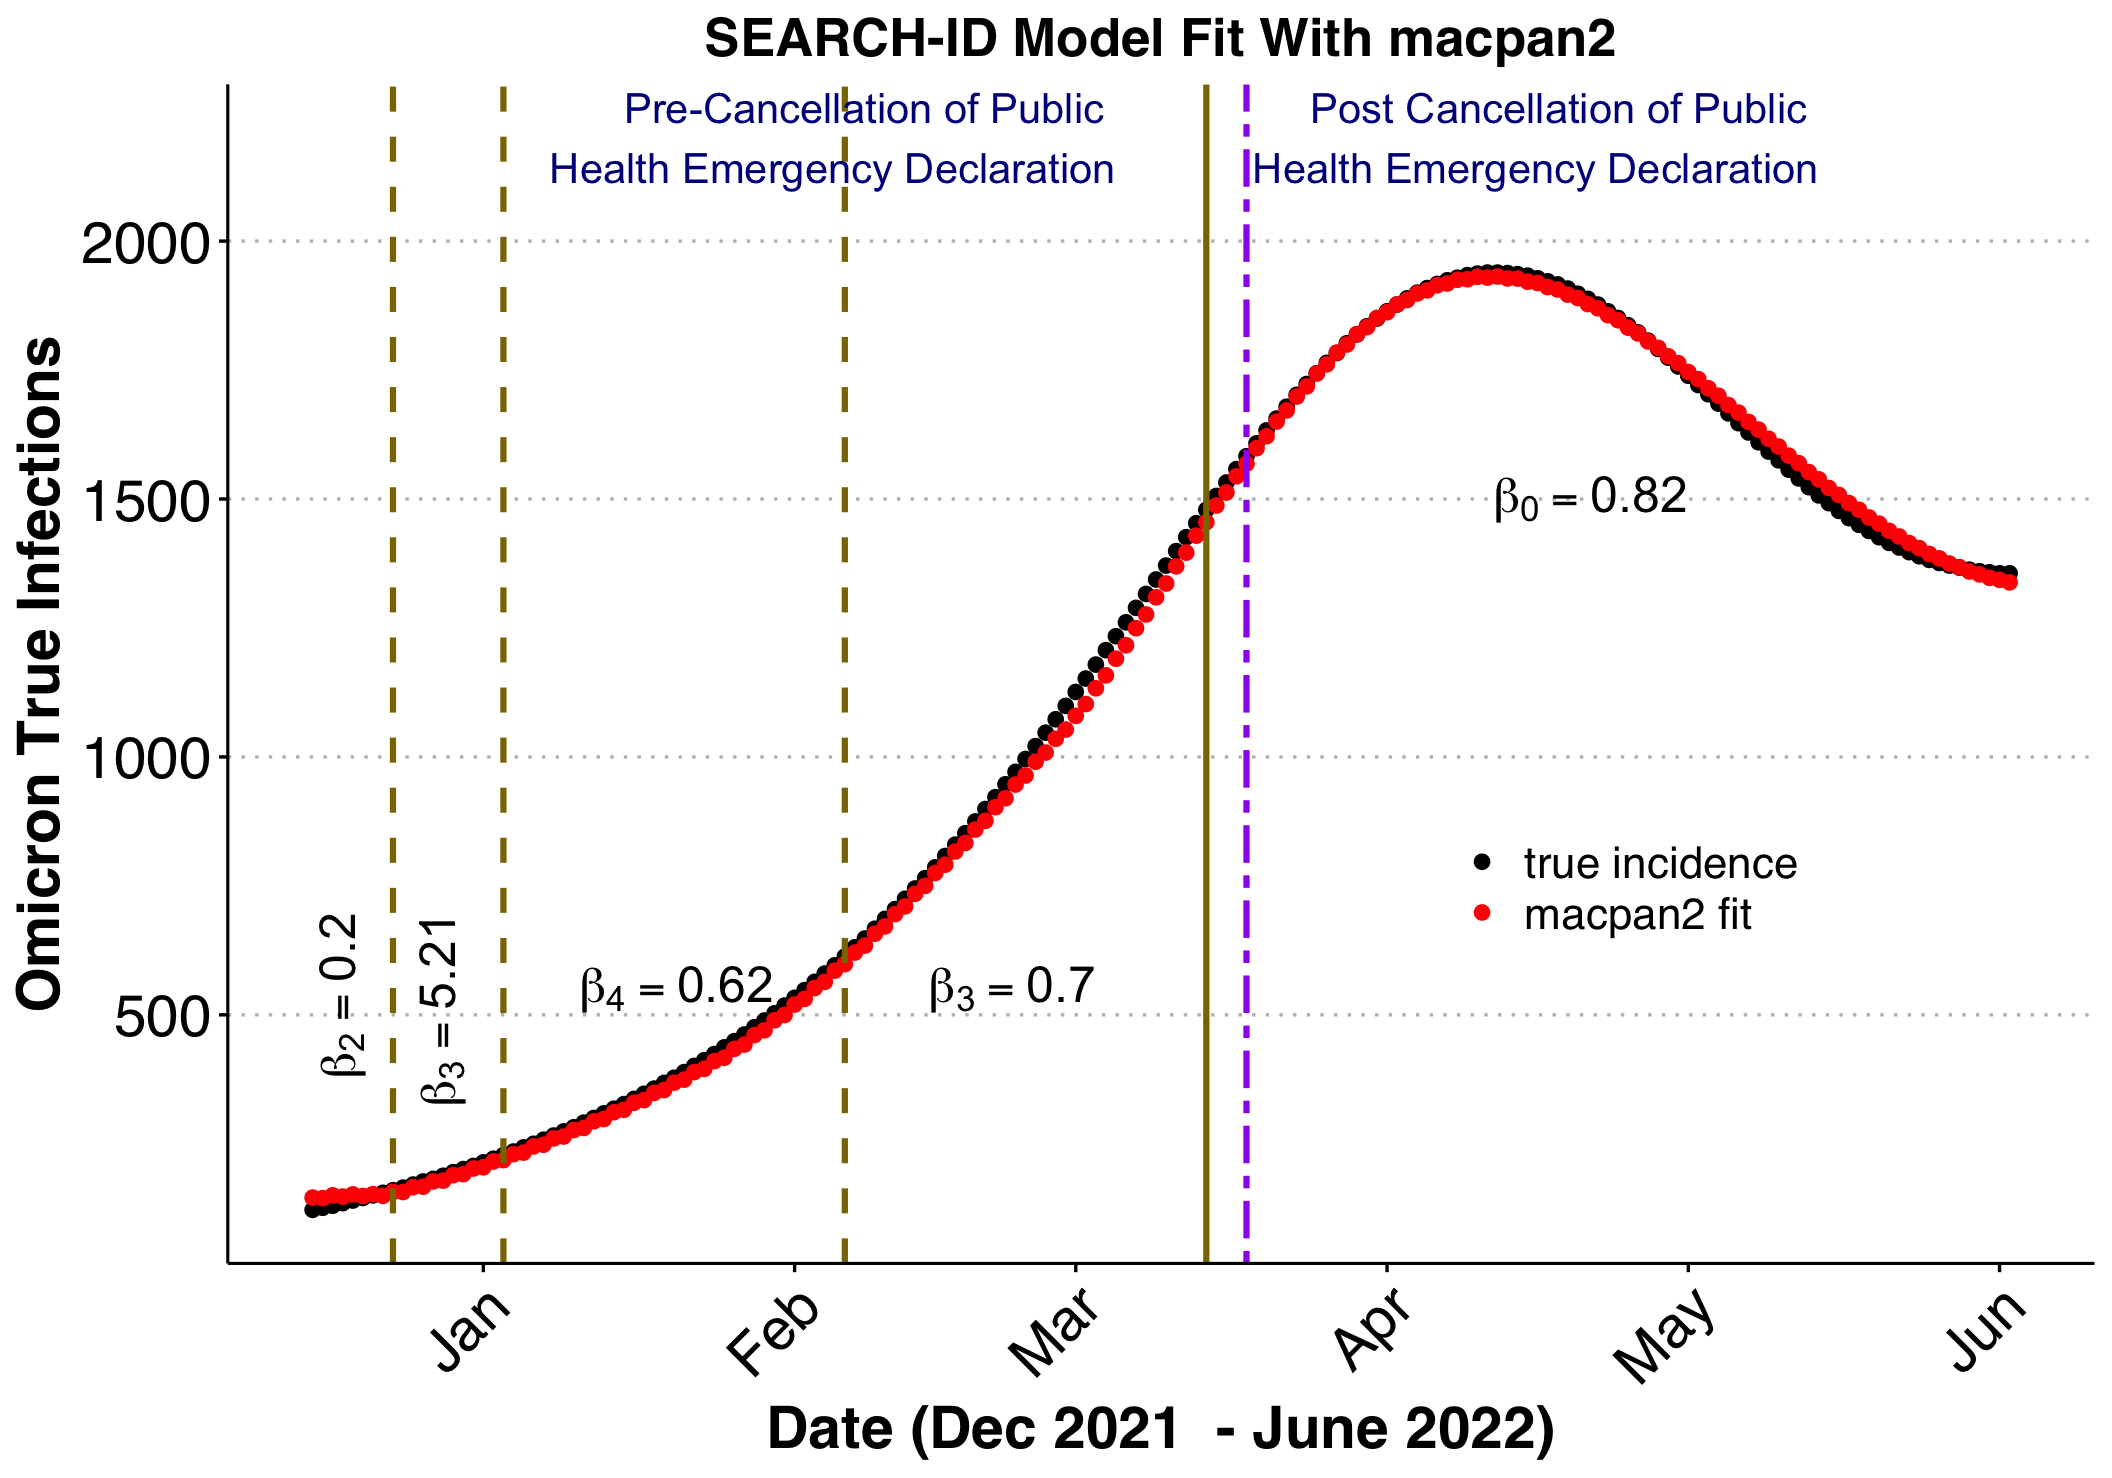 SEARCH-ID Model Fit With macpan2
Pre-Cancellation of Public
Health Emergency Declaration
Post Cancellation of Public
Health Emergency Declaration
Omicron True Infections
2000
1500
1000
500
β2 = 0.2
β3 = 5.21
β4 = 0.62
β3 = 0.7
β0 = 0.82
true incidence
macpan2 fit
Jan
Feb
Mar
Apr
May
Jun
Date (Dec 2021 - June 2022)